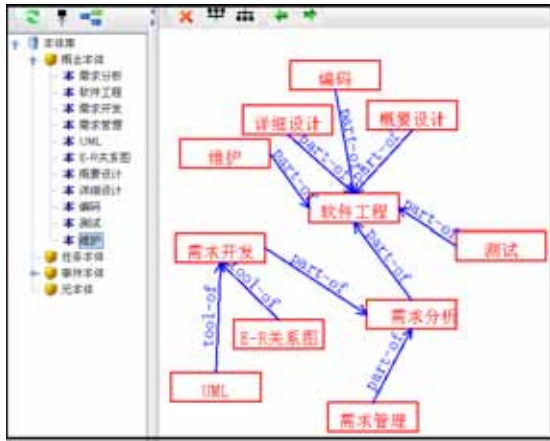 本体库
概念本体
需求分析
软件工程
需求开发
需求管理
UML
E-R关系图
概要设计
详细设计
编码
测试
维护
任务本体
事件本体
元本体
编码
详细设计
概要设计
维护
part-of
part-of
part-of
part-of
软件工程
part-of
测试
需求开发
part-of
part-of
tool-of
tool-of
需求分析
E-R关系图
part-of
UML
需求管理